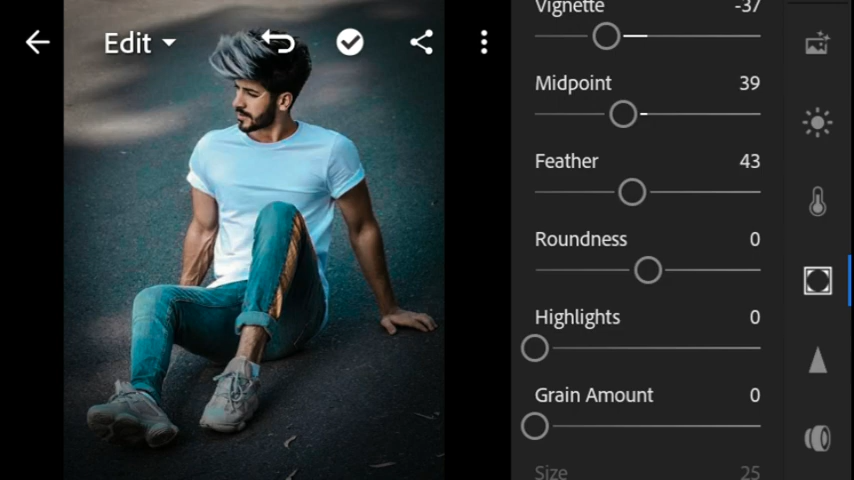 Edit
Vignette -37
Midpoint 39
Feather 43
Roundness 0
Highlights 0
Grain Amount 0
Size 25